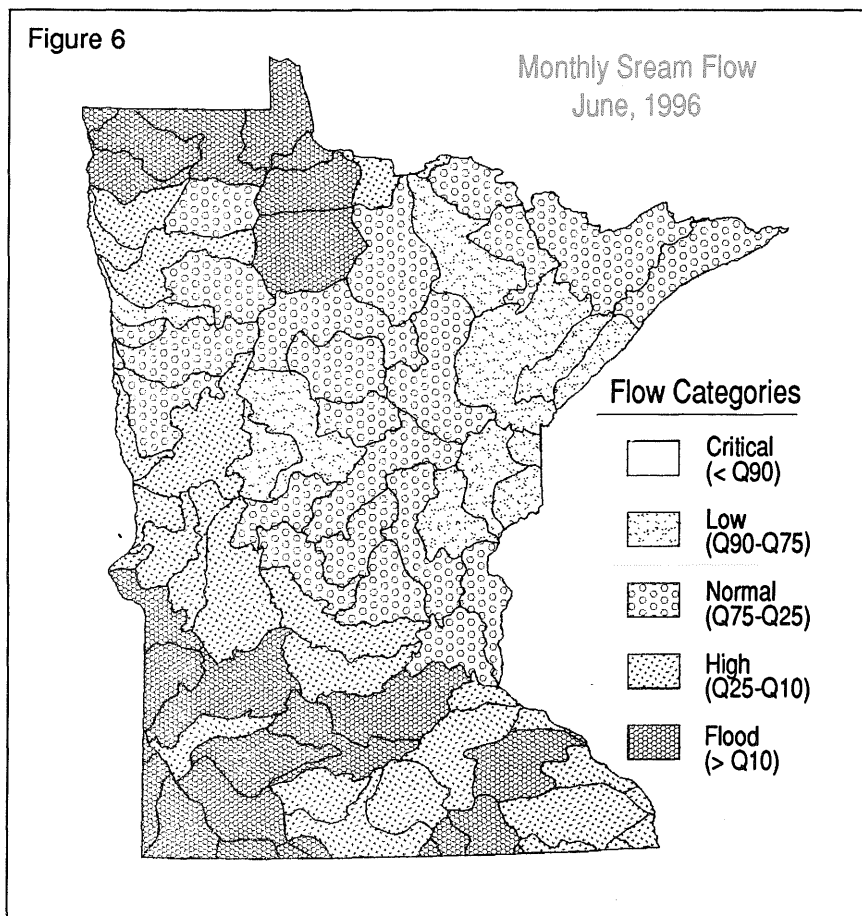 Figure 6
Monthly Sream Flow
June, 1996
Flow Categories
Critical
(< Q90)
Low
(Q90-Q75)
Normal
(Q75-Q25)
High
(Q25-Q10)
Flood
(> Q10)